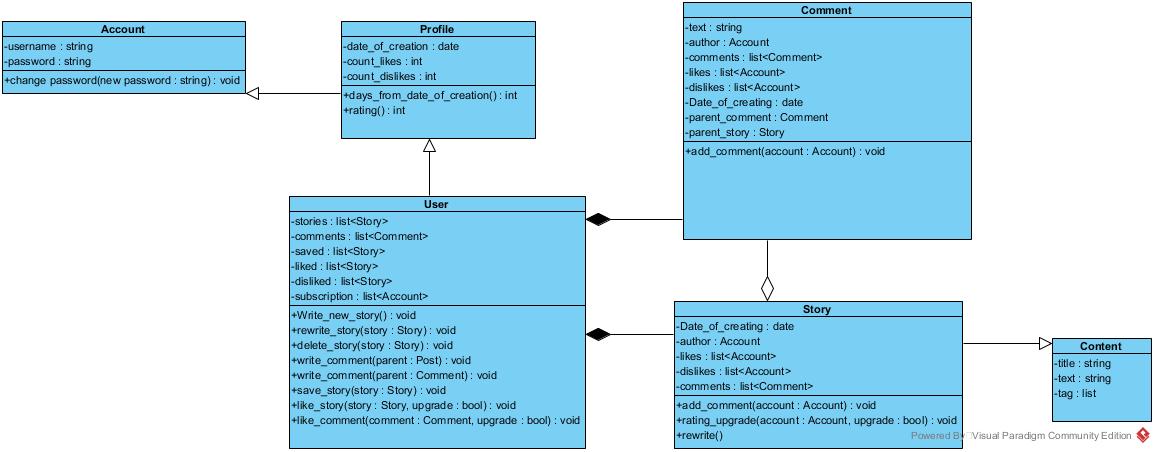 Account
-username : string
-password : string
+change password(new password : string) : void
Profile
-date_of_creation : date
-count_likes : int
-count_dislikes : int
+days_from_date_of_creation() : int
+rating() : int
Comment
-text : string
-author : Account
-comments : list<Comment>
-likes : list<Account>
-dislikes : list<Account>
-Date_of_creating : date
-parent_comment : Comment
-parent_story : Story
+add_comment(account : Account) : void
User
-stories : list<Story>
-comments : list<Comment>
-saved : list<Story>
-liked : list<Story>
-disliked : list<Story>
-subscription : list<Account>
+Write_new_story() : void
+rewrite_story(story : Story) : void
+delete_story(story : Story) : void
+write_comment(parent : Post) : void
+write_comment(parent : Comment) : void
+save_story(story : Story) : void
+like_story(story : Story, upgrade : bool) : void
+like_comment(comment : Comment, upgrade : bool) : void
Story
-Date_of_creating : date
-author : Account
-likes : list<Account>
-dislikes : list<Account>
-comments : list<Comment>
+add_comment(account : Account) : void
+rating_upgrade(account : Account, upgrade : bool) : void
+rewrite()
Content
-title : string
-text : string
-tag : list
Powered By Visual Paradigm Community Edition